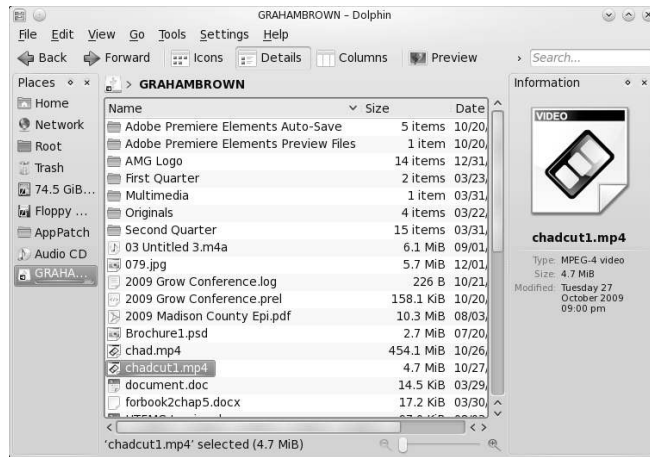 GRAHAMBROWN – Dolphin
File Edit View Go Tools Settings Help
Back Forward Icons Details Columns Preview Search...
Places
Home
Network
Root
Trash
74.5 GiB...
Floppy ...
AppPatch
Audio CD
GRAHA...
> GRAHAMBROWN
Name Size Date
Adobe Premiere Elements Auto-Save 5 items 10/20/
Adobe Premiere Elements Preview Files 1 item 10/20/
AMG Logo 14 items 12/31/
First Quarter 2 items 03/23/
Multimedia 1 item 03/31/
Originals 4 items 03/22/
Second Quarter 15 items 03/31/
03 Untitled 3.m4a 6.1 MiB 09/01/
079.jpg 5.7 MiB 12/01/
2009 Grow Conference.log 226 B 10/21/
2009 Grow Conference.prel 158.1 KiB 10/20/
2009 Madison County Epi.pdf 10.3 MiB 08/03/
Brochure1.psd 2.7 MiB 07/20/
chad.mp4 454.1 MiB 10/26/
chadcut1.mp4 4.7 MiB 10/27/
document.doc 14.5 KiB 03/29/
forbook2chap5.docx 17.2 KiB 03/30/
'chadcut1.mp4' selected (4.7 MiB)
Information
VIDEO
chadcut1.mp4
Type: MPEG-4 video
Size: 4.7 MiB
Modified: Tuesday 27
October 2009
09:00 pm